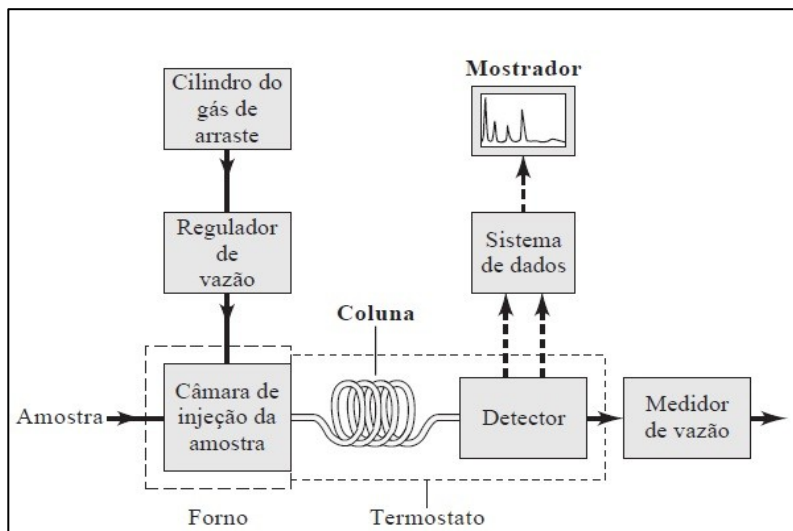 Cilindro do
gás de
arraste
Mostrador
Regulador
de
vazão
Sistema
de dados
Coluna
Amostra
Câmara de
injeção da
amostra
Detector
Medidor
de vazão
Forno
Termostato